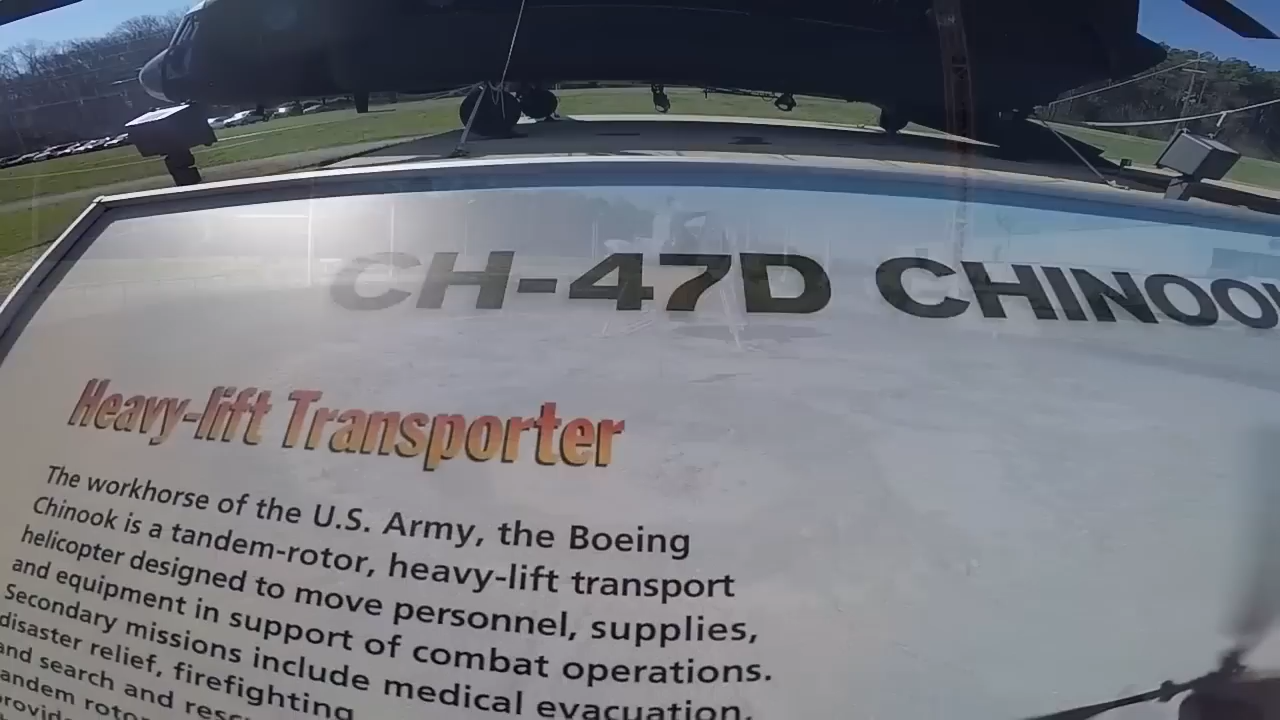 CH-47D CHINOO
Heavy-lift Transporter
The workhorse of the U.S. Army, the Boeing
Chinook is a tandem-rotor, heavy-lift transport
helicopter designed to move personnel, supplies,
and equipment in support of combat operations.
Secondary missions include medical evacuation,
disaster relief, firefighting
and search and
tandem